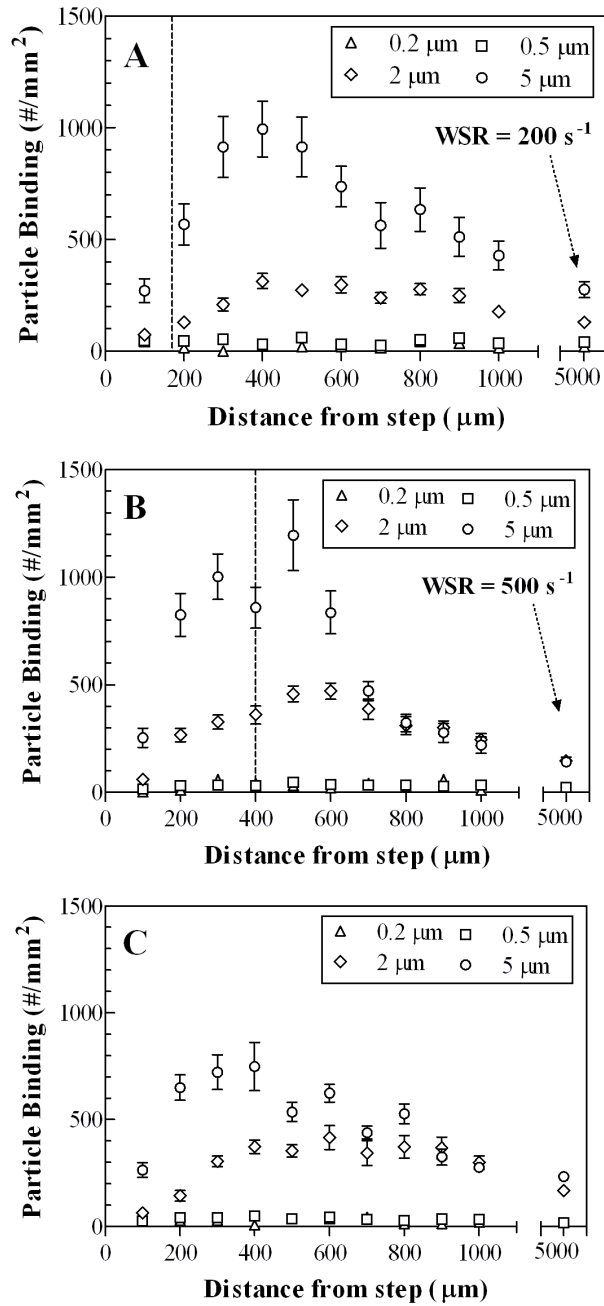 A
0.2 µm 0.5 µm
2 µm 5 µm
WSR = 200 s⁻¹
Particle Binding (#/mm²)
1500
1000
500
0
0 200 400 600 800 1000 5000
Distance from step ( µm)
B
0.2 µm 0.5 µm
2 µm 5 µm
WSR = 500 s⁻¹
Particle Binding (#/mm²)
1500
1000
500
0
0 200 400 600 800 1000 5000
Distance from step ( µm)
C
0.2 µm 0.5 µm
2 µm 5 µm
Particle Binding (#/mm²)
1500
1000
500
0
0 200 400 600 800 1000 5000
Distance from step ( µm)